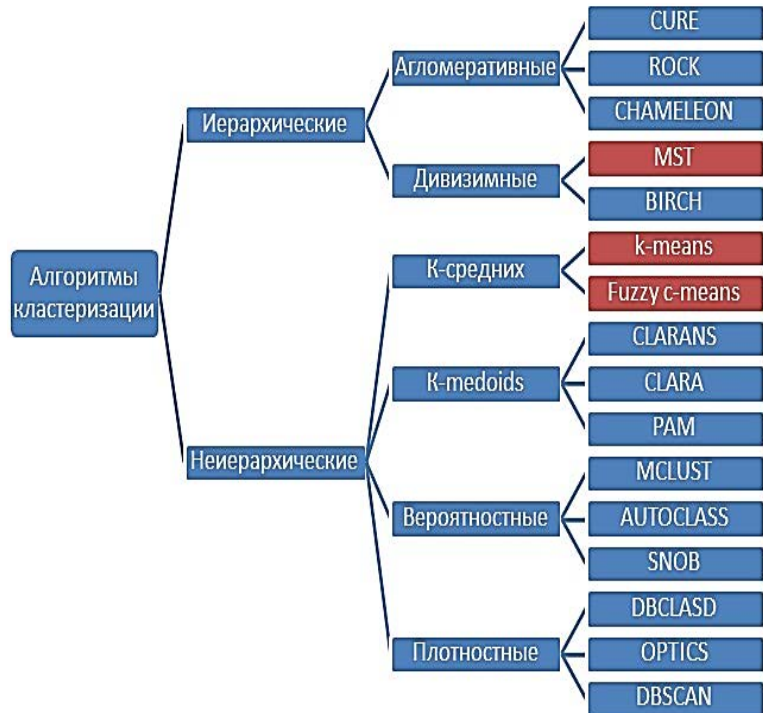 Алгоритмы
кластеризации
Иерархические
Агломеративные
CURE
ROCK
CHAMELEON
Дивизимные
MST
BIRCH
Неиерархические
К-средних
k-means
Fuzzy c-means
К-medoids
CLARANS
CLARA
PAM
Вероятностные
MCLUST
AUTOCLASS
SNOB
Плотностные
DBCLASD
OPTICS
DBSCAN